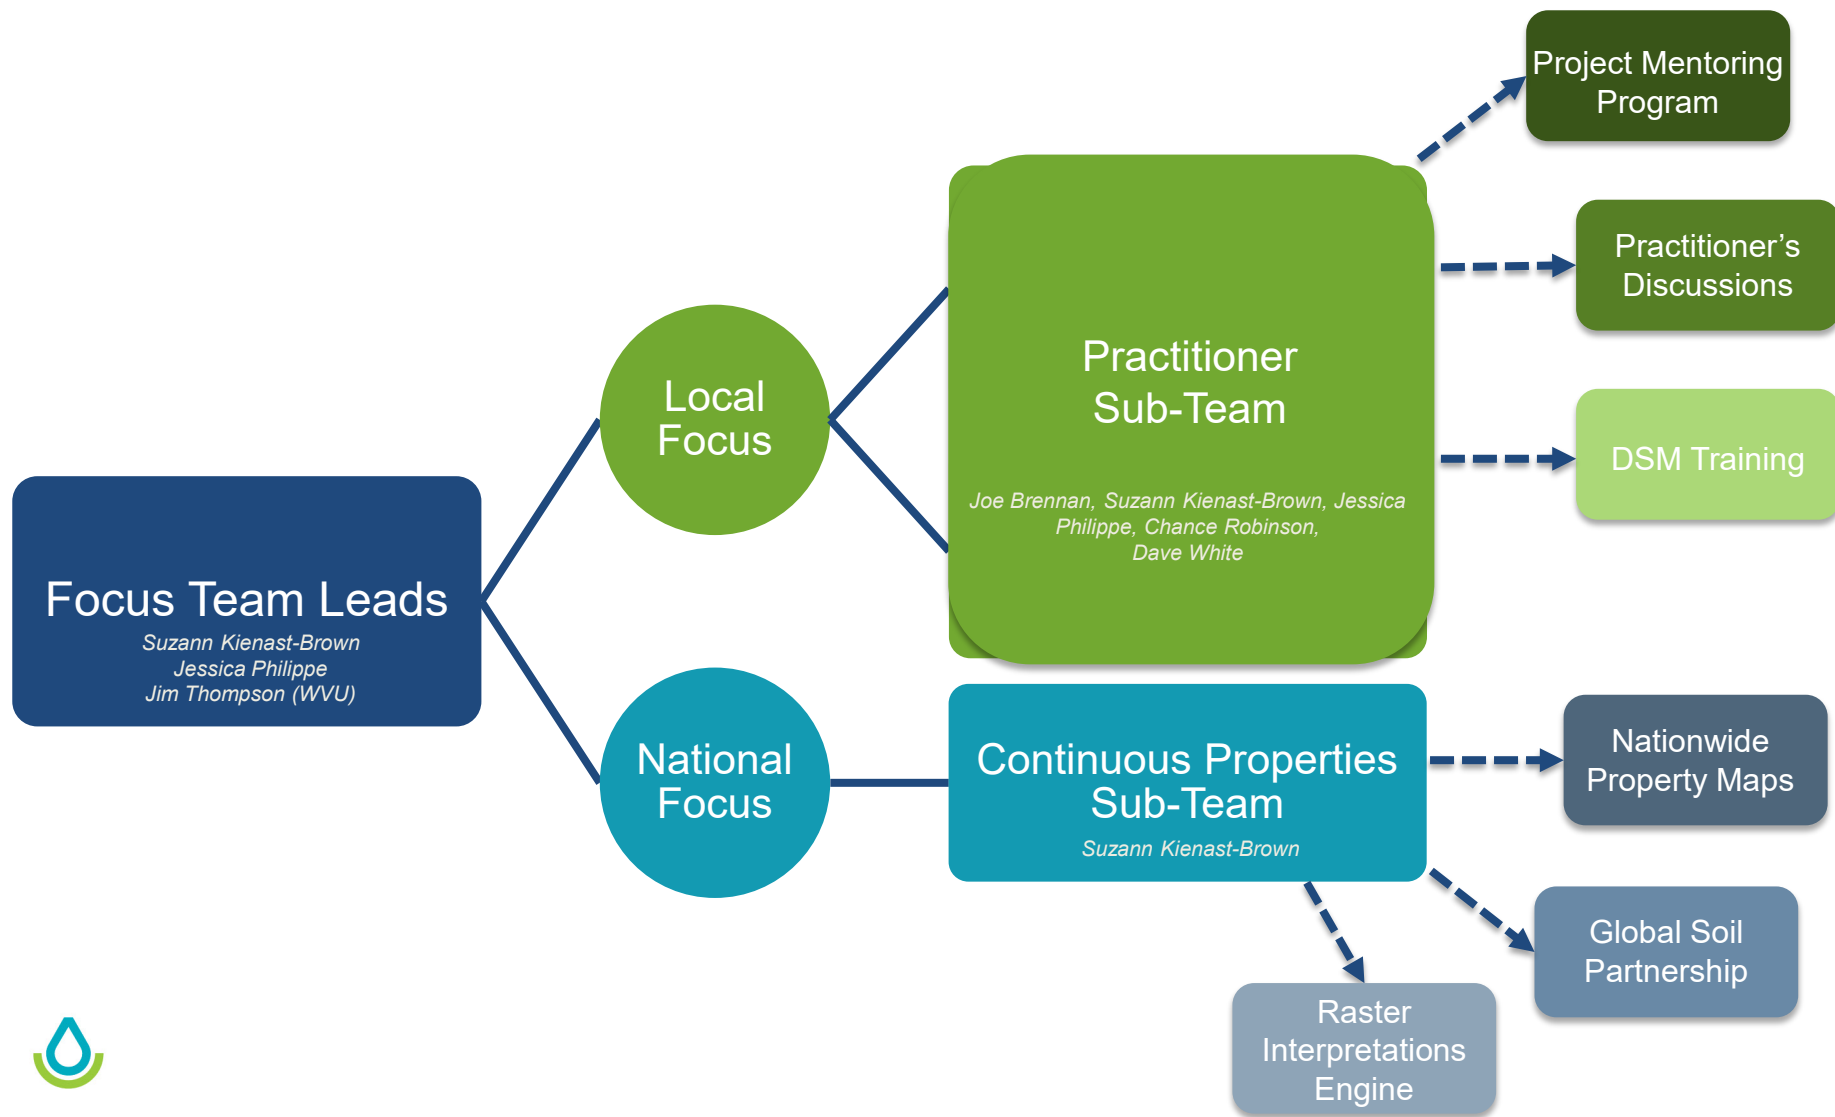 Focus Team Leads
Suzann Kienast-Brown
Jessica Philippe
Jim Thompson (WVU)
Local
Focus
National
Focus
Practitioner
Sub-Team
Joe Brennan, Suzann Kienast-Brown, Jessica
Philippe, Chance Robinson,
Dave White
Continuous Properties
Sub-Team
Suzann Kienast-Brown
Project Mentoring
Program
Practitioner’s
Discussions
DSM Training
Nationwide
Property Maps
Global Soil
Partnership
Raster
Interpretations
Engine